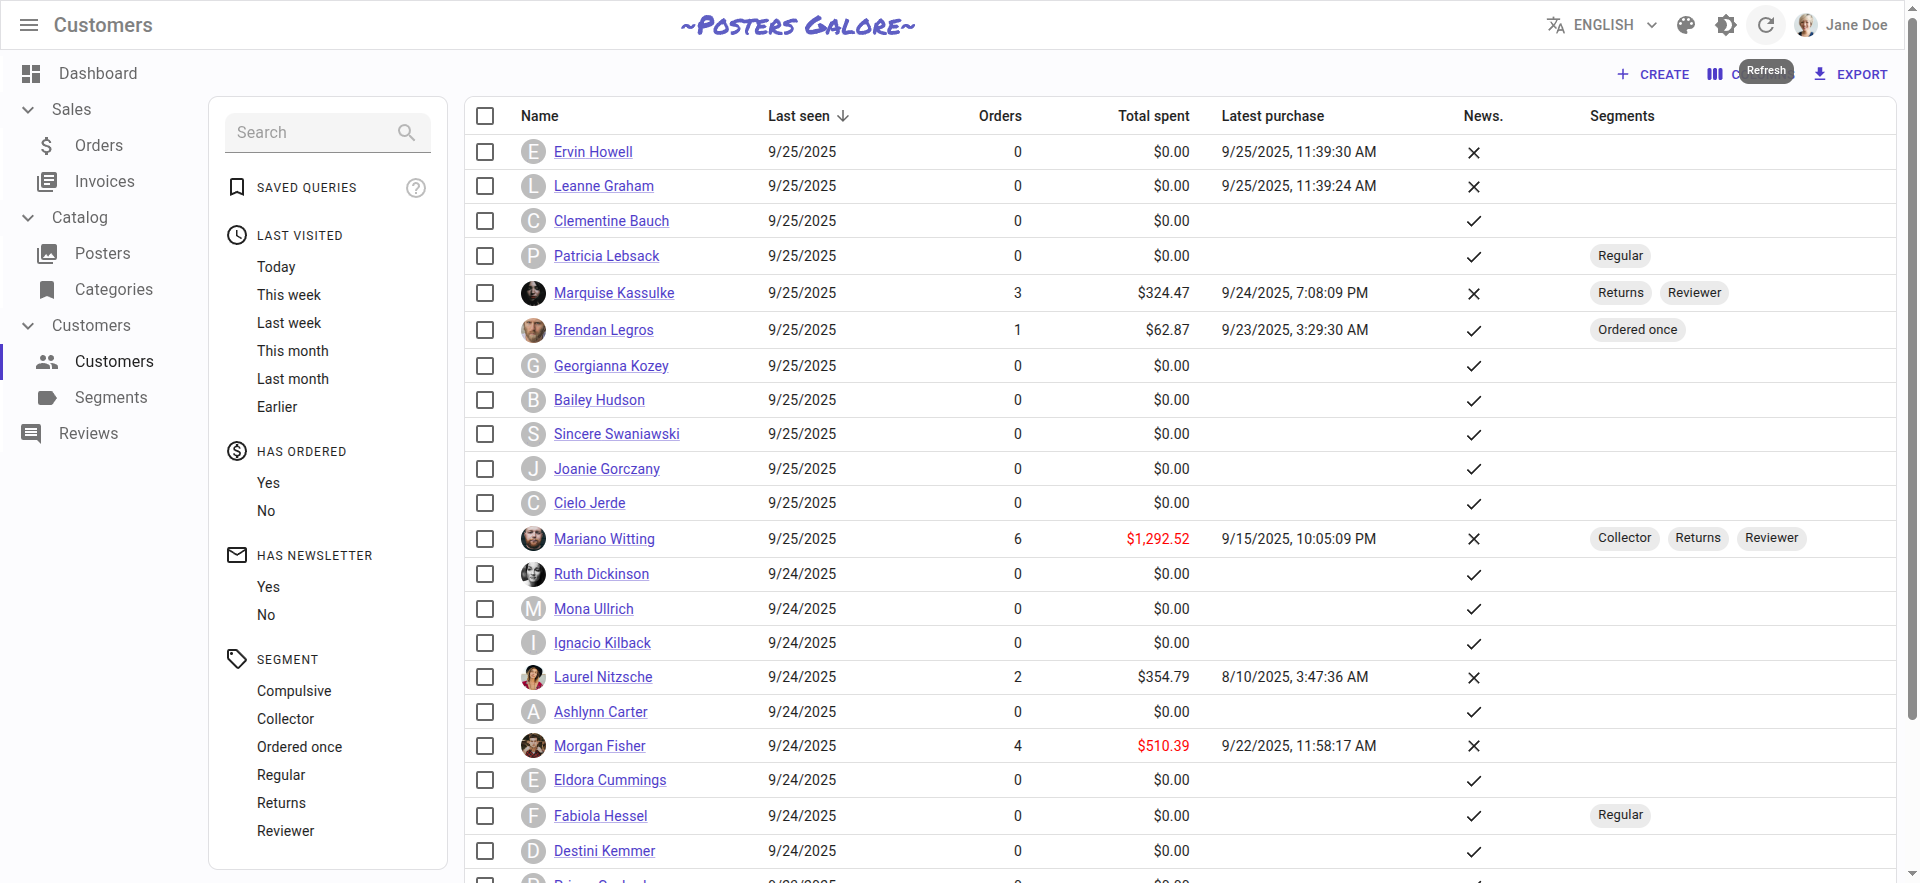 Customers
~Posters Galore~
ENGLISH
Jane Doe
Dashboard
Sales
Orders
Invoices
Catalog
Posters
Categories
Customers
Customers
Segments
Reviews
CREATE
Refresh
EXPORT
Search
SAVED QUERIES
?
LAST VISITED
Today
This week
Last week
This month
Last month
Earlier
HAS ORDERED
Yes
No
HAS NEWSLETTER
Yes
No
SEGMENT
Compulsive
Collector
Ordered once
Regular
Returns
Reviewer
Name Last seen Orders Total spent Latest purchase News. Segments
E Ervin Howell 9/25/2025 0 $0.00 9/25/2025, 11:39:30 AM
L Leanne Graham 9/25/2025 0 $0.00 9/25/2025, 11:39:24 AM
C Clementine Bauch 9/25/2025 0 $0.00
P Patricia Lebsack 9/25/2025 0 $0.00 Regular
Marquise Kassulke 9/25/2025 3 $324.47 9/24/2025, 7:08:09 PM Returns Reviewer
Brendan Legros 9/25/2025 1 $62.87 9/23/2025, 3:29:30 AM Ordered once
G Georgianna Kozey 9/25/2025 0 $0.00
B Bailey Hudson 9/25/2025 0 $0.00
S Sincere Swaniawski 9/25/2025 0 $0.00
J Joanie Gorczany 9/25/2025 0 $0.00
C Cielo Jerde 9/25/2025 0 $0.00
Mariano Witting 9/25/2025 6 $1,292.52 9/15/2025, 10:05:09 PM Collector Returns Reviewer
Ruth Dickinson 9/24/2025 0 $0.00
M Mona Ullrich 9/24/2025 0 $0.00
I Ignacio Kilback 9/24/2025 0 $0.00
Laurel Nitzsche 9/24/2025 2 $354.79 8/10/2025, 3:47:36 AM
A Ashlynn Carter 9/24/2025 0 $0.00
Morgan Fisher 9/24/2025 4 $510.39 9/22/2025, 11:58:17 AM
E Eldora Cummings 9/24/2025 0 $0.00
F Fabiola Hessel 9/24/2025 0 $0.00 Regular
D Destini Kemmer 9/24/2025 0 $0.00